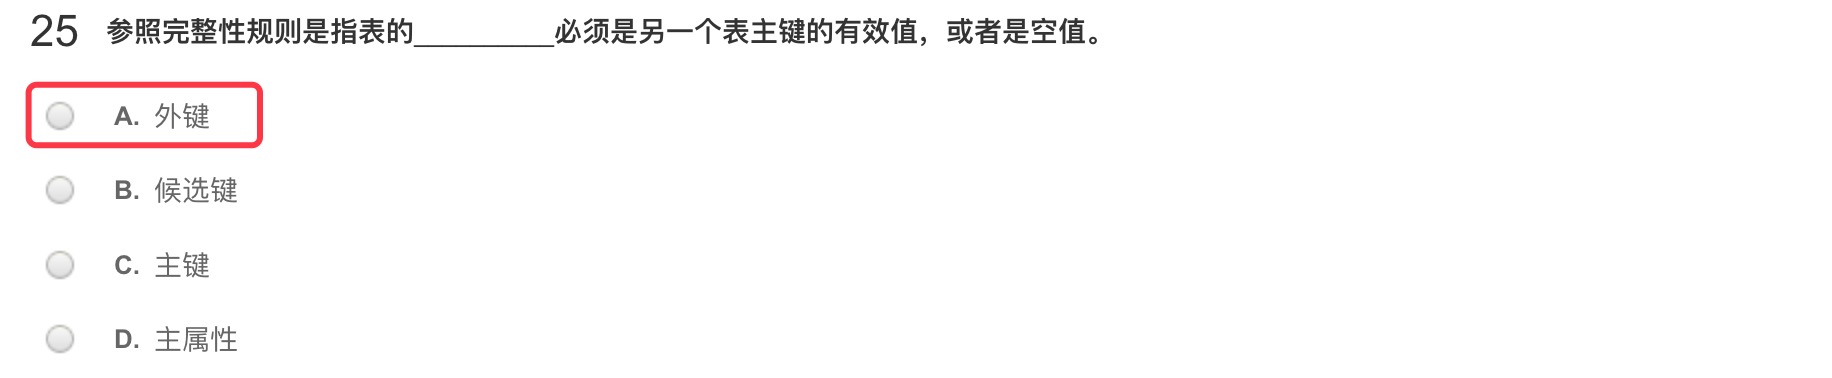 25 参照完整性规则是指表的__________必须是另一个表主键的有效值，或者是空值。
A. 外键
B. 候选键
C. 主键
D. 主属性